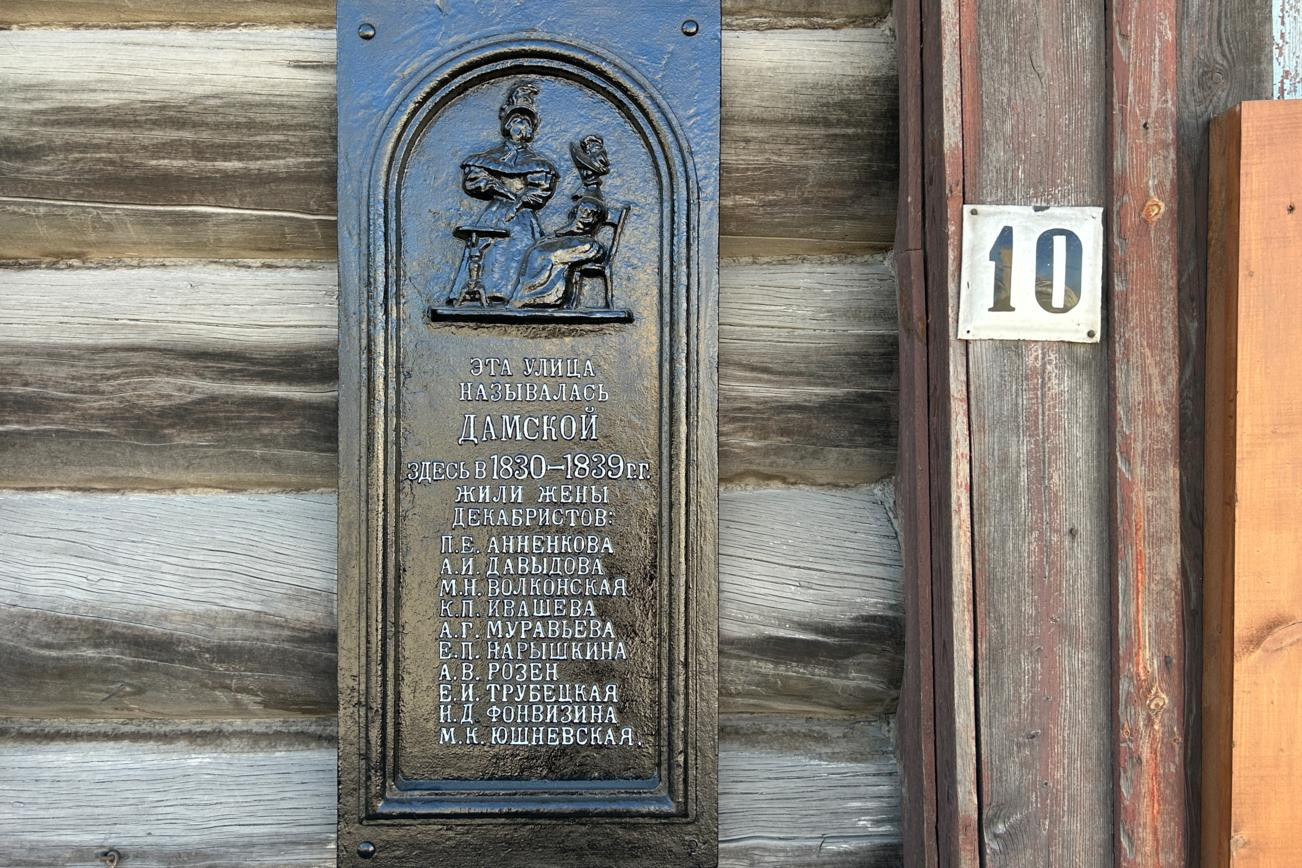 ЭТА УЛИЦА
НАЗЫВАЛАСЬ
ДАМСКОЙ
ЗДЕСЬ В 1830–1839 г.г.
ЖИЛИ ЖЕНЫ
ДЕКАБРИСТОВ:
П.Е. АННЕНКОВА
А.И. ДАВЫДОВА
М.Н. ВОЛКОНСКАЯ
К.П. ИВАШЕВА
А.Г. МУРАВЬЕВА
Е.П. НАРЫШКИНА
А.В. РОЗЕН
Е.И. ТРУБЕЦКАЯ
Н.Д. ФОНВИЗИНА
М.К. ЮШНЕВСКАЯ.
10